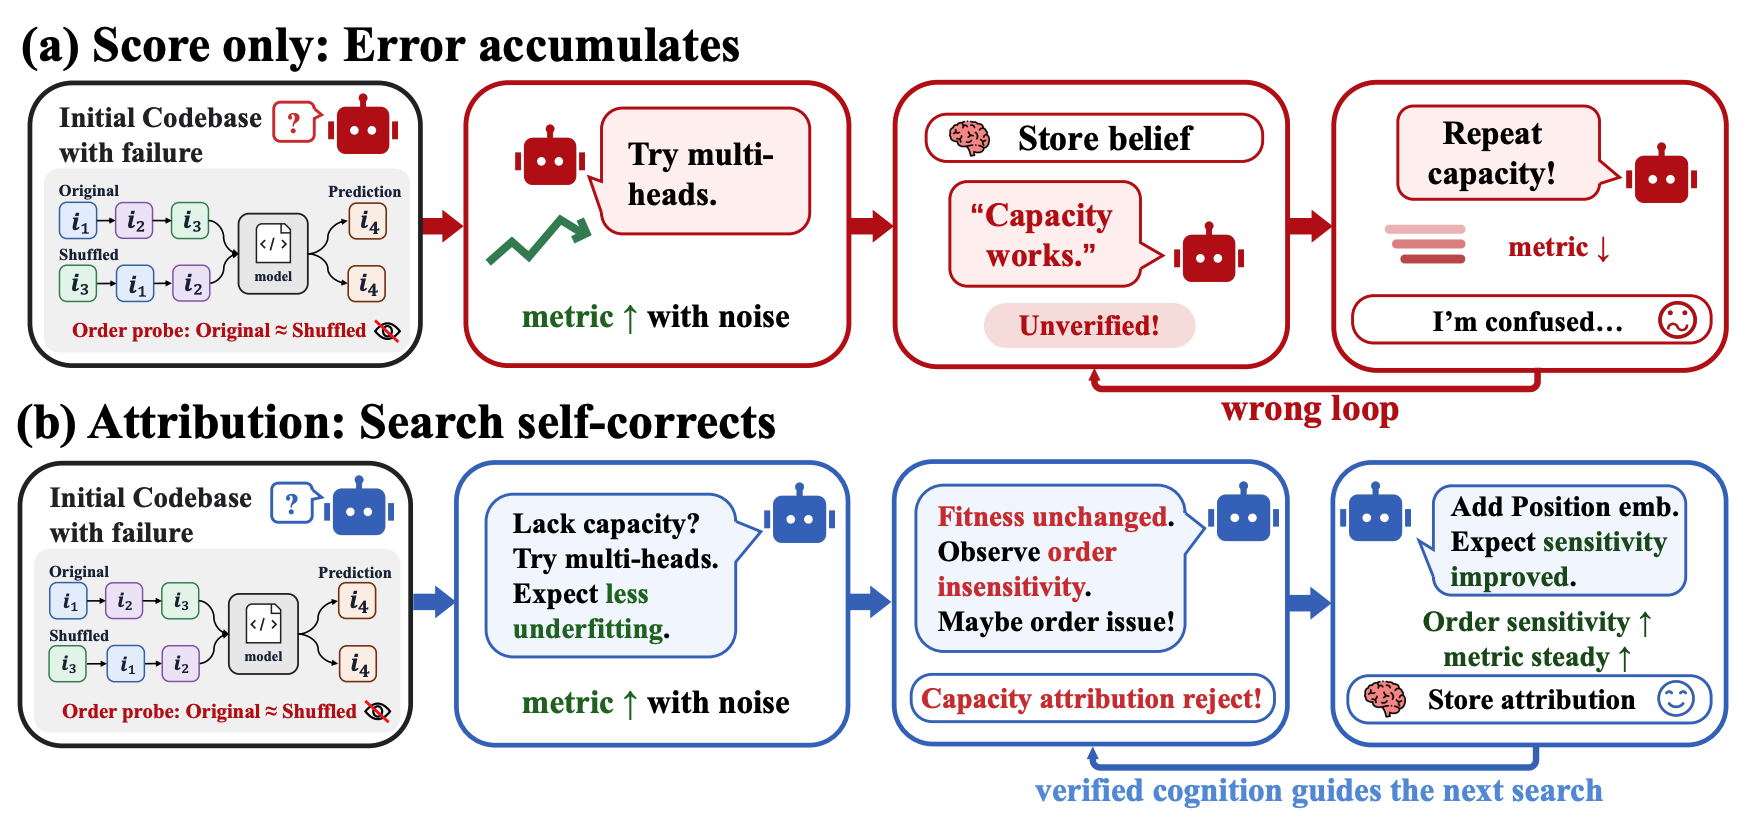 (a) Score only: Error accumulates
Initial Codebase
with failure
?
Original
Prediction
i1
i2
i3
i4
</>
model
Shuffled
i3
i1
i2
i4
Order probe: Original ≈ Shuffled
Try multi-
heads.
metric ↑ with noise
Store belief
“Capacity
works.”
Unverified!
Repeat
capacity!
metric ↓
I’m confused…
wrong loop
(b) Attribution: Search self-corrects
Initial Codebase
with failure
?
Original
Prediction
i1
i2
i3
i4
</>
model
Shuffled
i3
i1
i2
i4
Order probe: Original ≈ Shuffled
Lack capacity?
Try multi-heads.
Expect less
underfitting.
metric ↑ with noise
Fitness unchanged.
Observe order
insensitivity.
Maybe order issue!
Capacity attribution reject!
Add Position emb.
Expect sensitivity
improved.
Order sensitivity ↑
metric steady ↑
Store attribution
verified cognition guides the next search